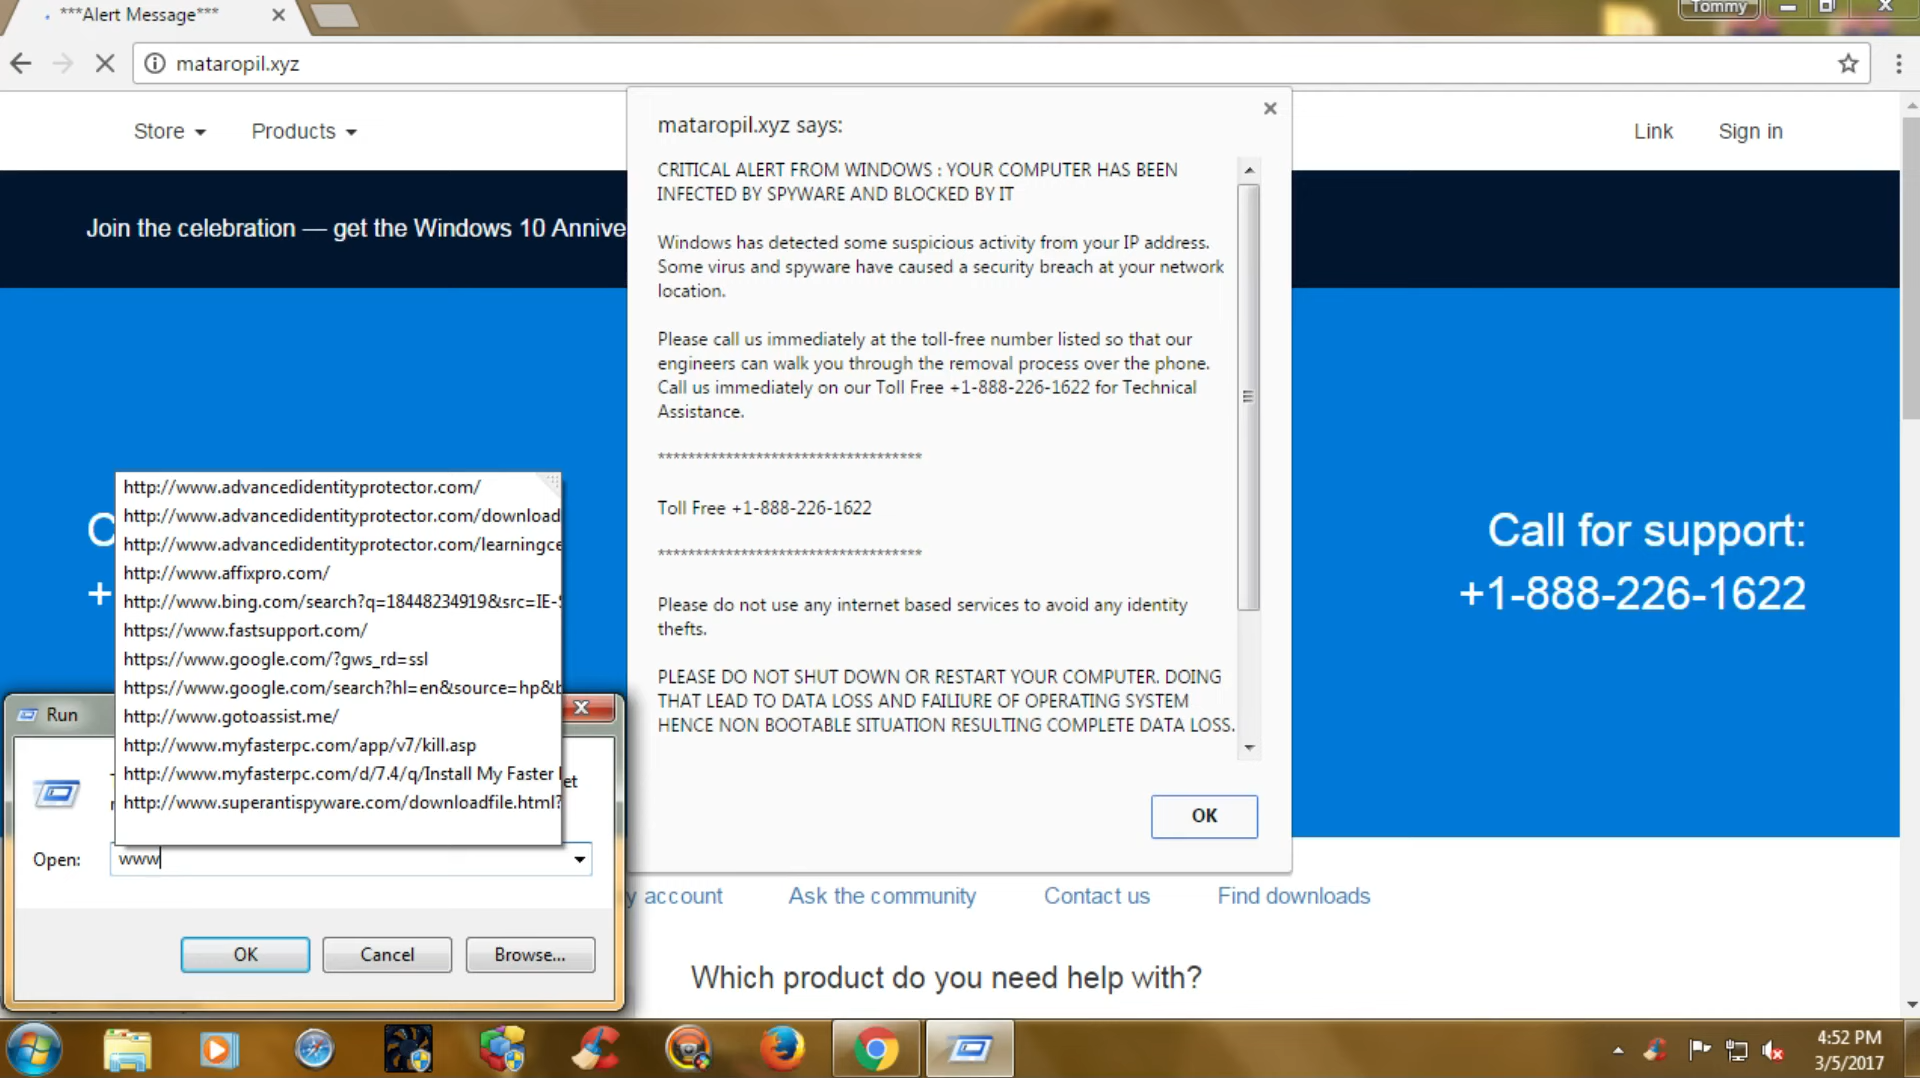 ***Alert Message***
Tommy
mataropil.xyz
Store
Products
Link
Sign in
Join the celebration — get the Windows 10 Annive
mataropil.xyz says:
CRITICAL ALERT FROM WINDOWS : YOUR COMPUTER HAS BEEN
INFECTED BY SPYWARE AND BLOCKED BY IT
Windows has detected some suspicious activity from your IP address.
Some virus and spyware have caused a security breach at your network
location.
Please call us immediately at the toll-free number listed so that our
engineers can walk you through the removal process over the phone.
Call us immediately on our Toll Free +1-888-226-1622 for Technical
Assistance.
***********************************
Toll Free +1-888-226-1622
***********************************
Please do not use any internet based services to avoid any identity
thefts.
PLEASE DO NOT SHUT DOWN OR RESTART YOUR COMPUTER. DOING
THAT LEAD TO DATA LOSS AND FAILIURE OF OPERATING SYSTEM
HENCE NON BOOTABLE SITUATION RESULTING COMPLETE DATA LOSS.
OK
C
+
Call for support:
+1-888-226-1622
http://www.advancedidentityprotector.com/
http://www.advancedidentityprotector.com/download
http://www.advancedidentityprotector.com/learningce
http://www.affixpro.com/
http://www.bing.com/search?q=18448234919&src=IE-S
https://www.fastsupport.com/
https://www.google.com/?gws_rd=ssl
https://www.google.com/search?hl=en&source=hp&b
http://www.gotoassist.me/
http://www.myfasterpc.com/app/v7/kill.asp
http://www.myfasterpc.com/d/7.4/q/Install My Faster
http://www.superantispyware.com/downloadfile.html?
Run
et
Open:
www
OK
Cancel
Browse...
y account
Ask the community
Contact us
Find downloads
Which product do you need help with?
4:52 PM
3/5/2017